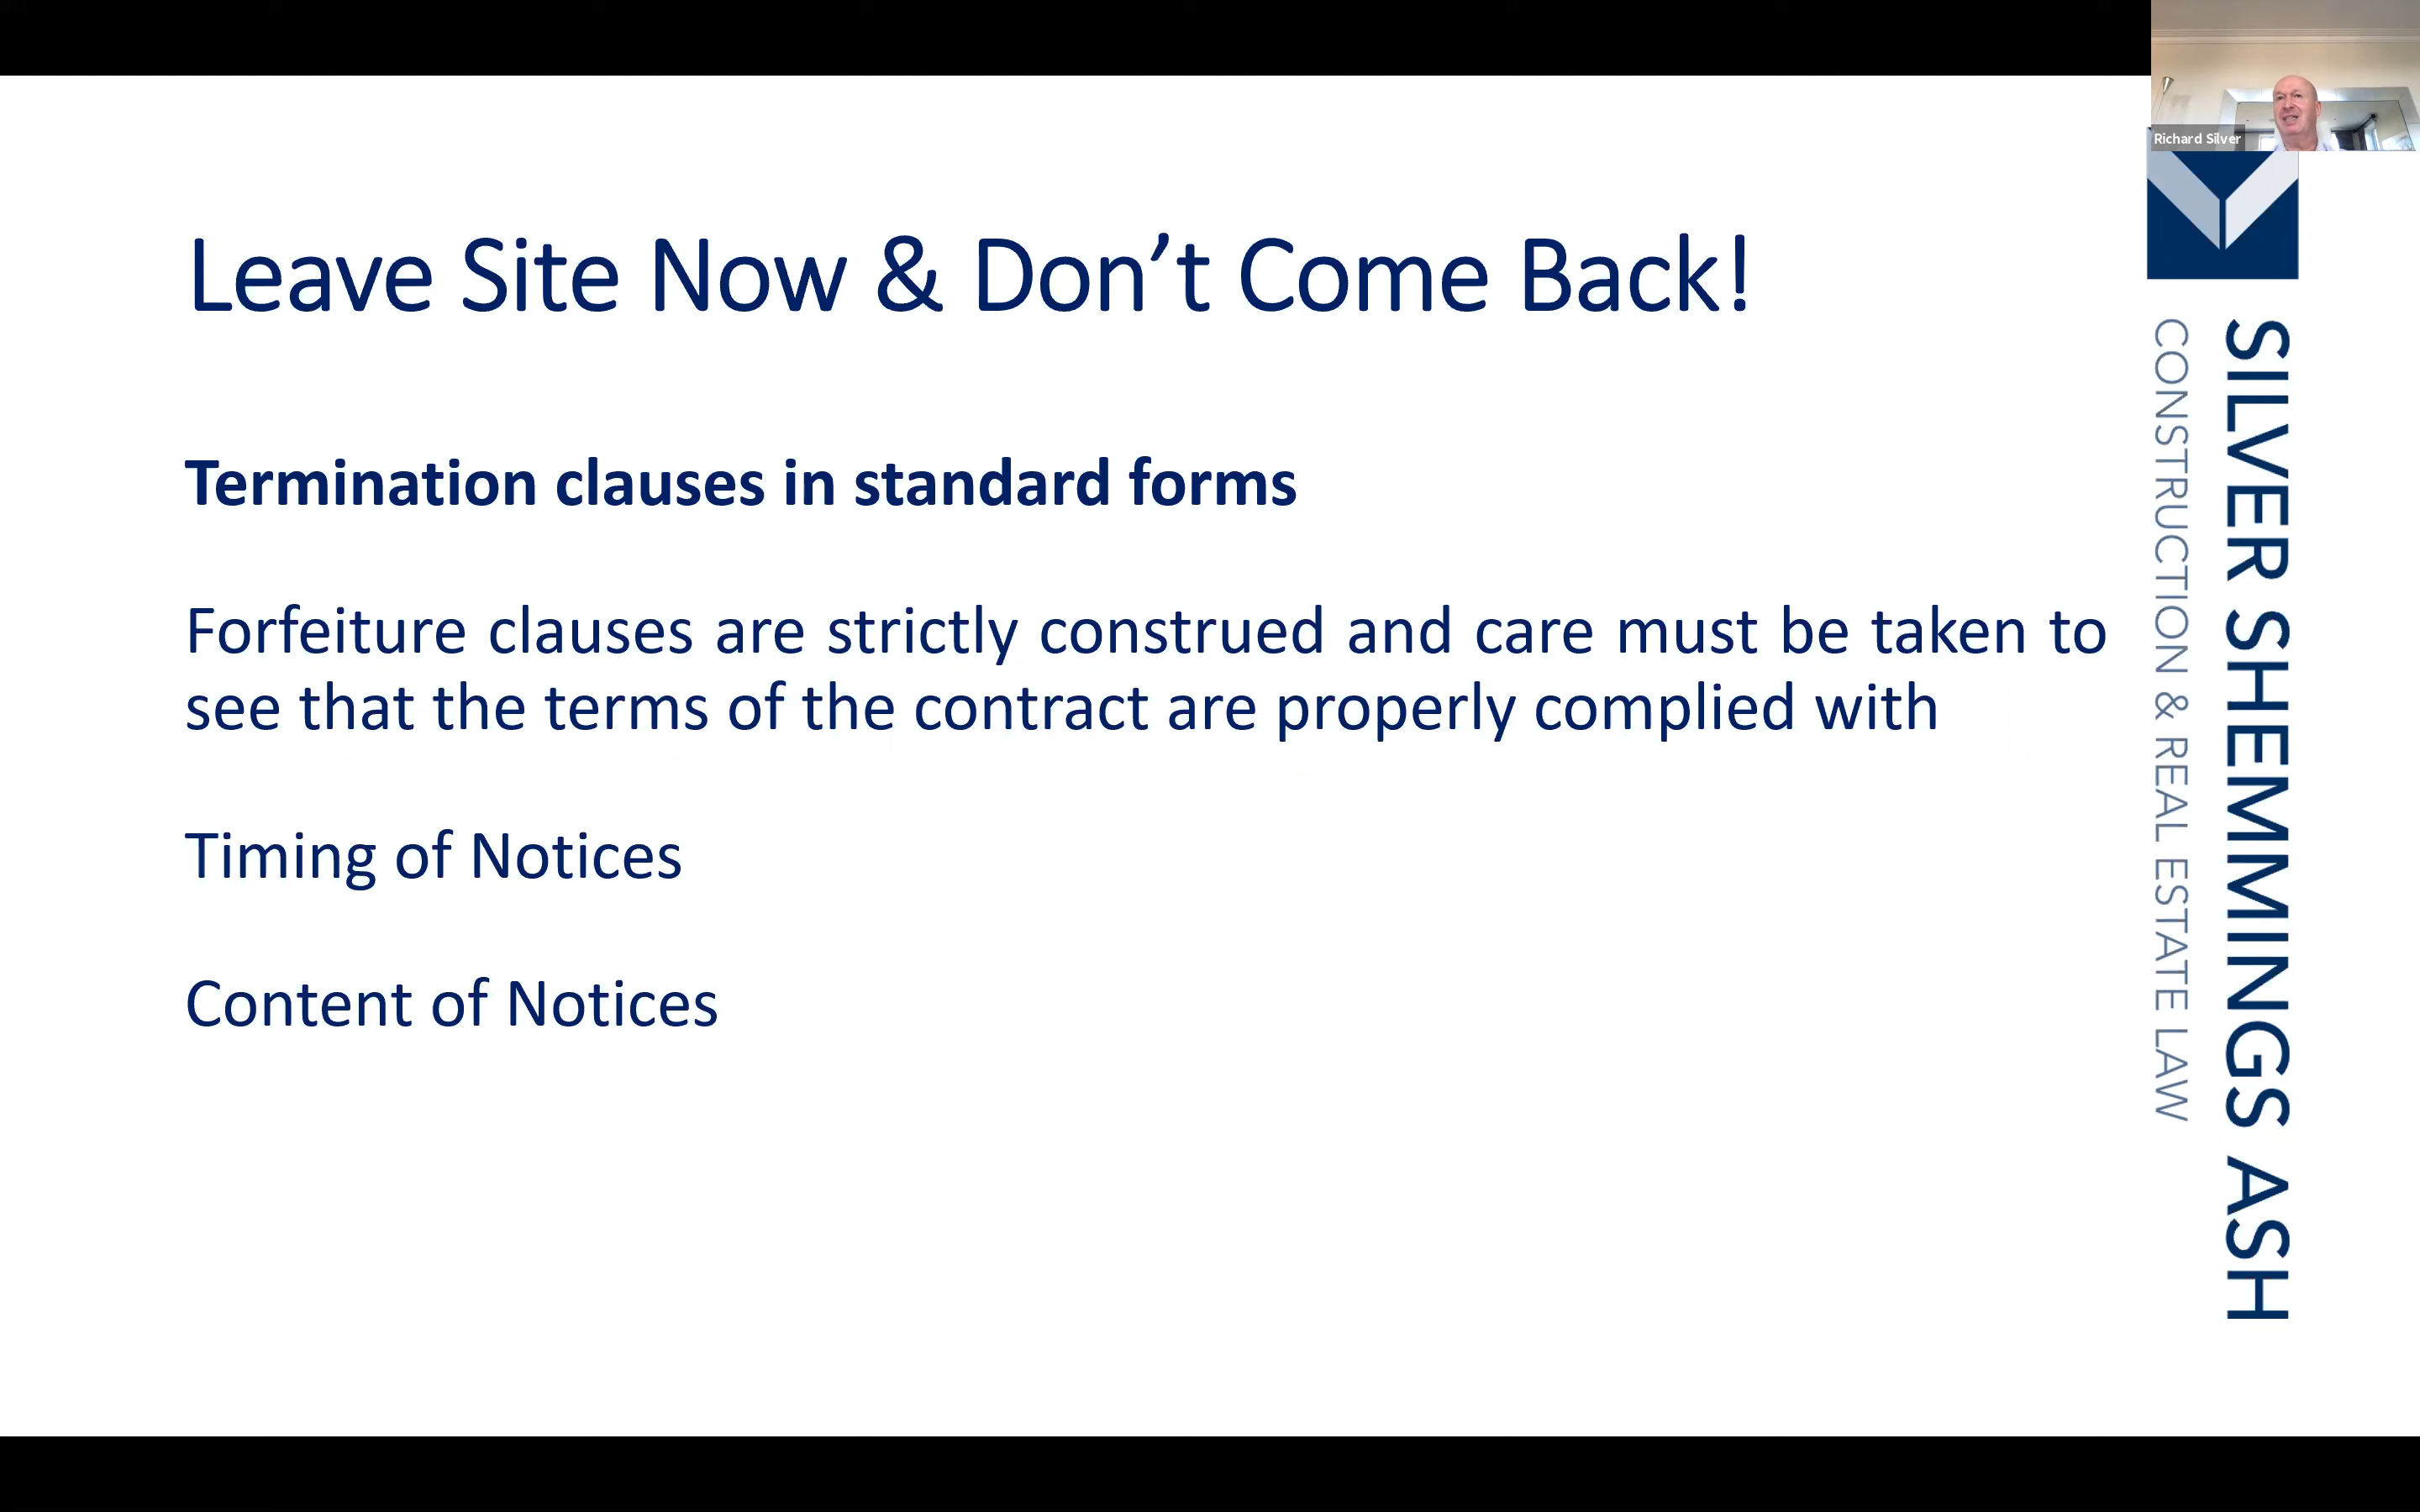 Richard Silver
Leave Site Now & Don’t Come Back!
Termination clauses in standard forms
Forfeiture clauses are strictly construed and care must be taken to
see that the terms of the contract are properly complied with
Timing of Notices
Content of Notices
SILVER SHEMMINGS ASH
CONSTRUCTION & REAL ESTATE LAW